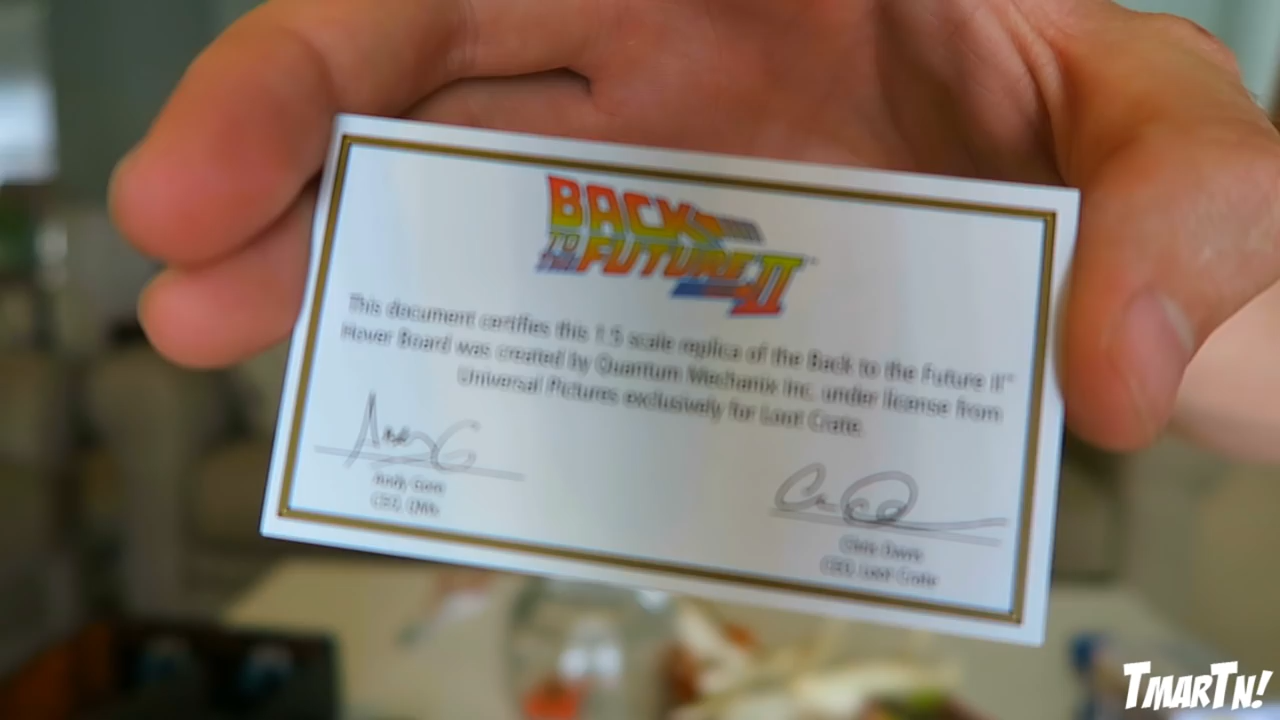 BACK
TO THE
FUTURE II™
This document certifies this 1:5 scale replica of the Back to the Future II™
Hover Board was created by Quantum Mechanix Inc. under license from
Universal Pictures exclusively for Loot Crate.
Andy Gore
CEO, QMx
Chris Davis
CEO Loot Crate
TMARTN!